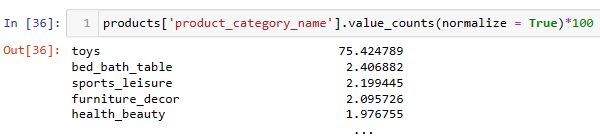 In [36]: 1 products['product_category_name'].value_counts(normalize = True)*100
Out[36]: toys 75.424789
bed_bath_table 2.406882
sports_leisure 2.199445
furniture_decor 2.095726
health_beauty 1.976755
...